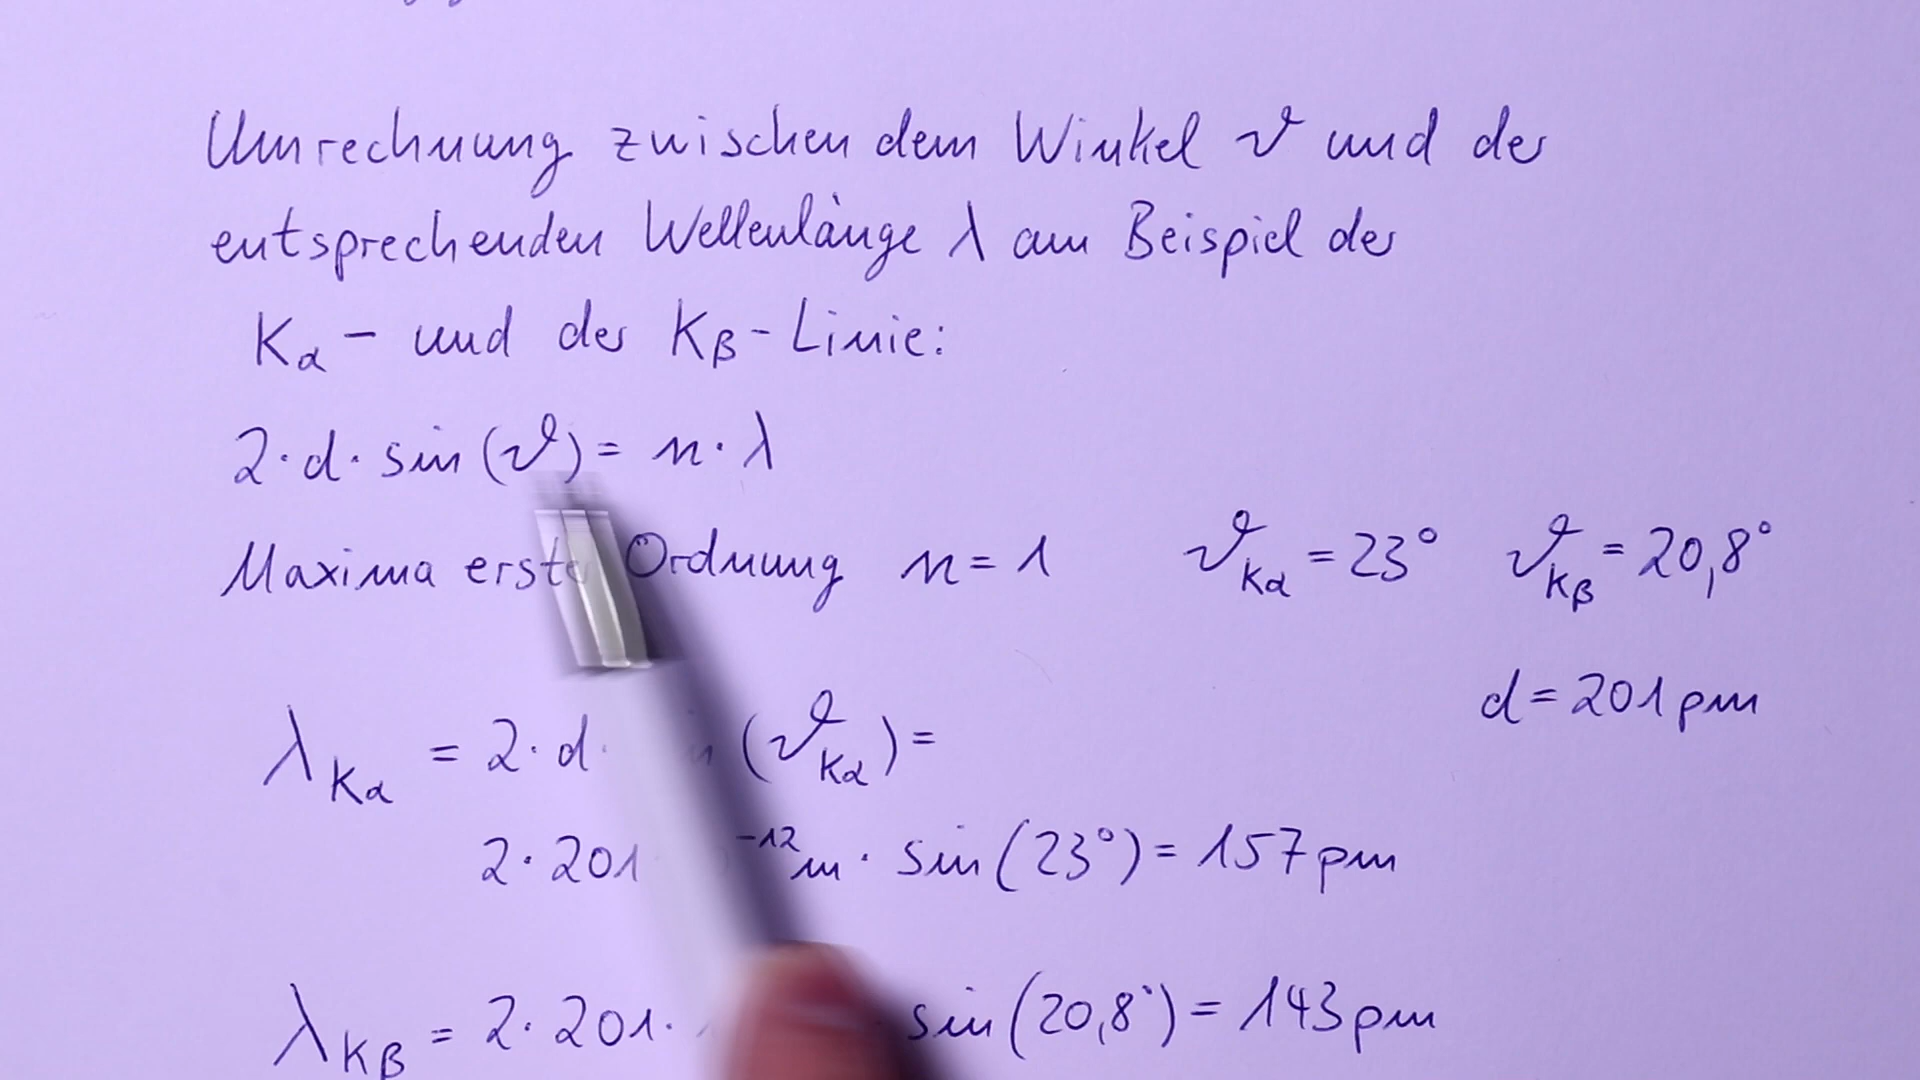 Umrechnung zwischen dem Winkel ϑ und der
entsprechenden Wellenlänge λ am Beispiel der
Kα - und der Kβ - Linie:
2·d·sin(ϑ) = n·λ
Maxima Ordnung n = 1 ϑKα = 23° ϑKβ = 20,8°
d = 201 pm
λKα = 2·d· (ϑKα) =
2·201 ⁻¹²m · sin(23°) = 157 pm
λKβ = 2·201· sin(20,8°) = 143 pm